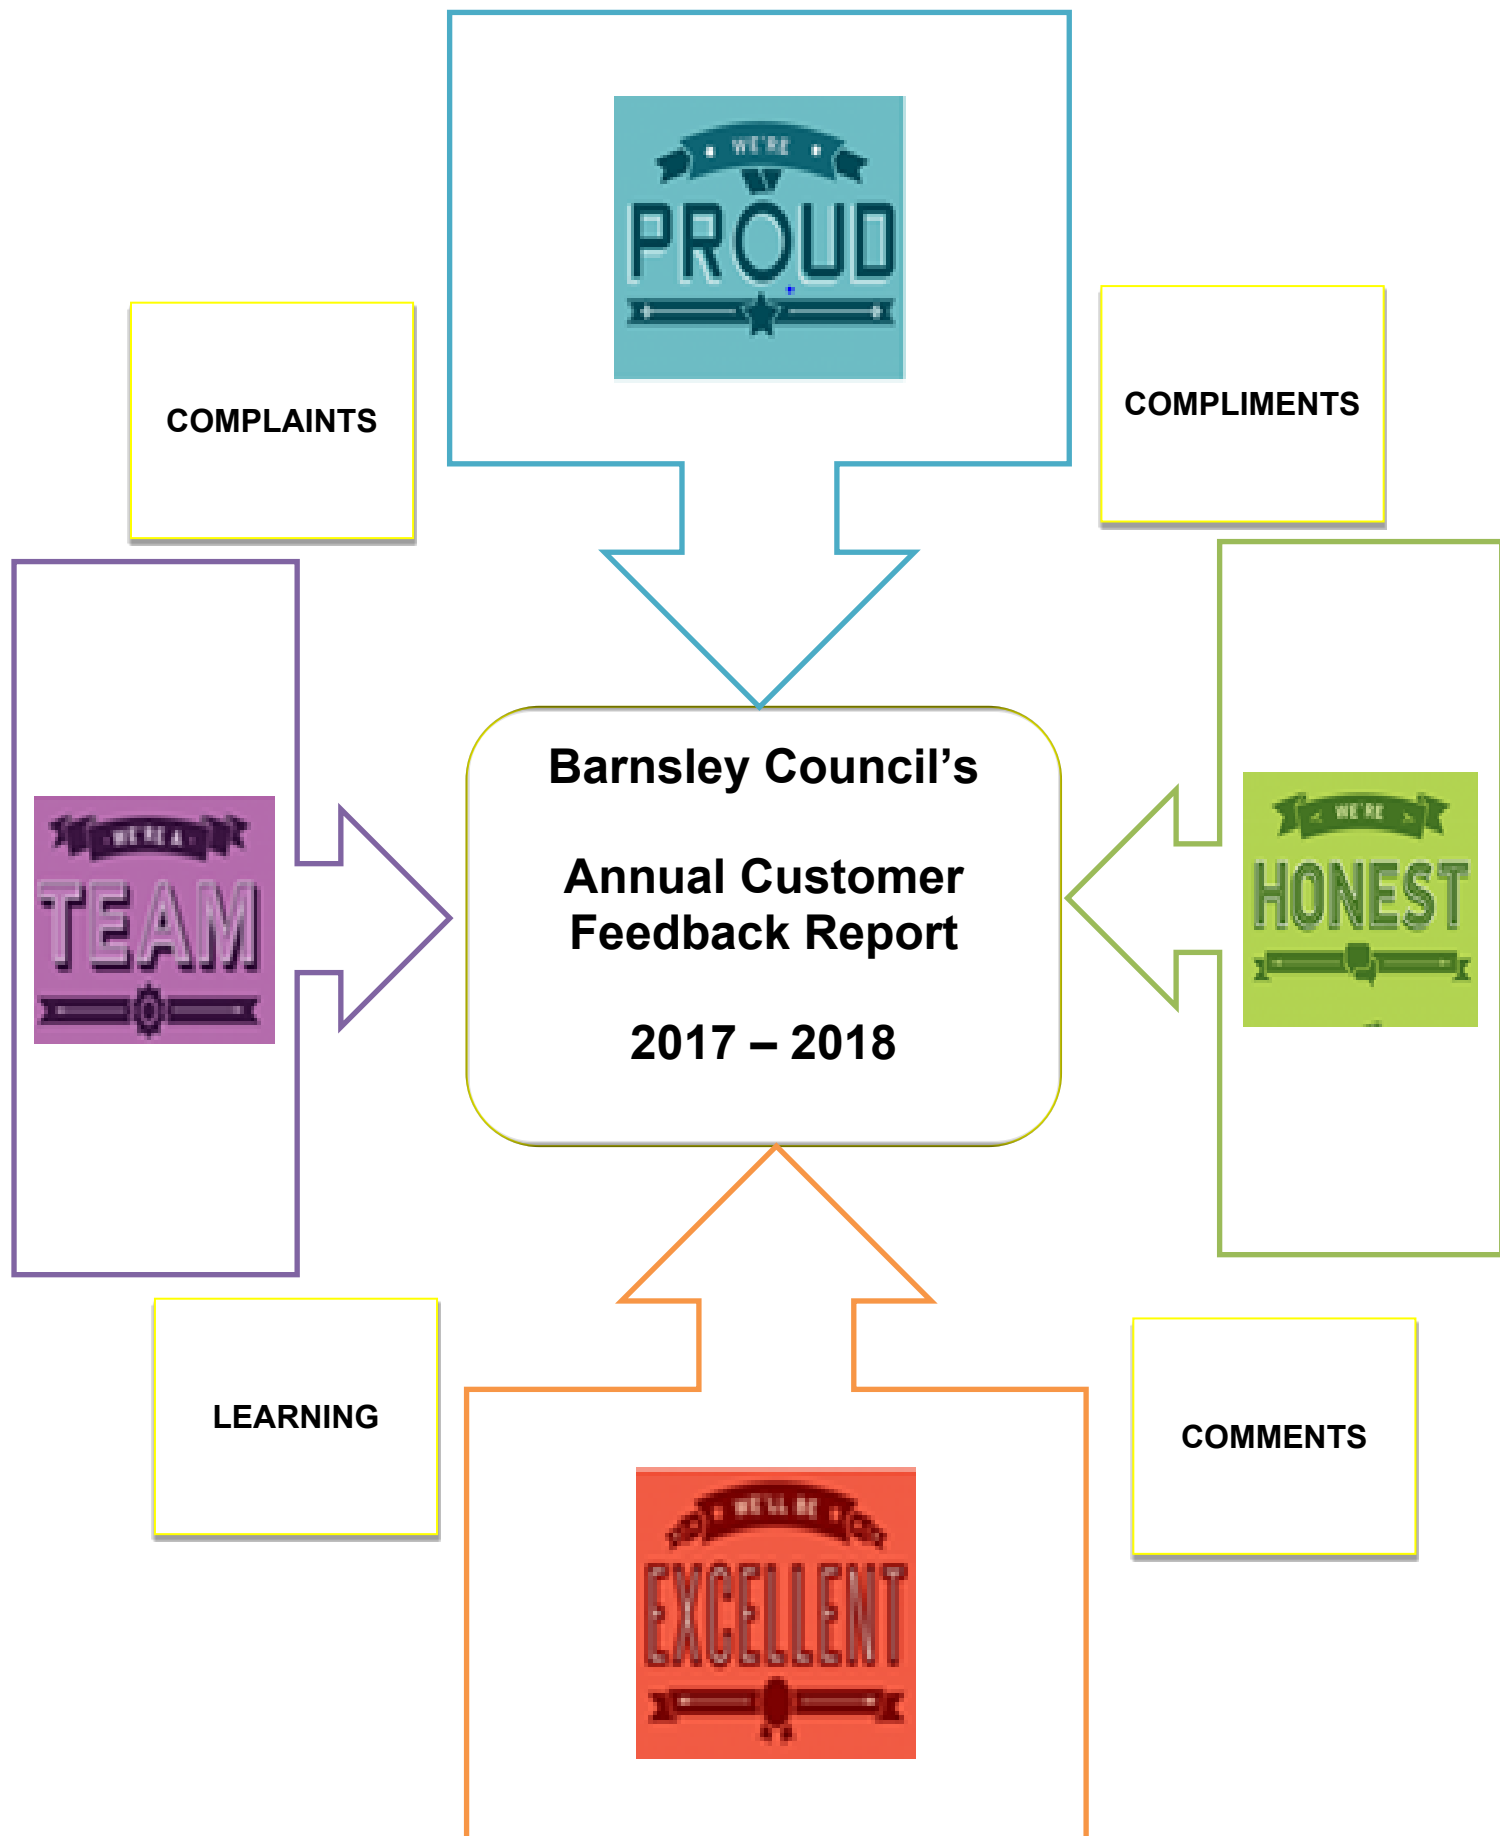 WE'RE
PROUD
COMPLAINTS
COMPLIMENTS
Barnsley Council’s
Annual Customer
Feedback Report
2017 – 2018
WE'RE A
TEAM
WE'RE
HONEST
LEARNING
COMMENTS
WE'LL BE
EXCELLENT